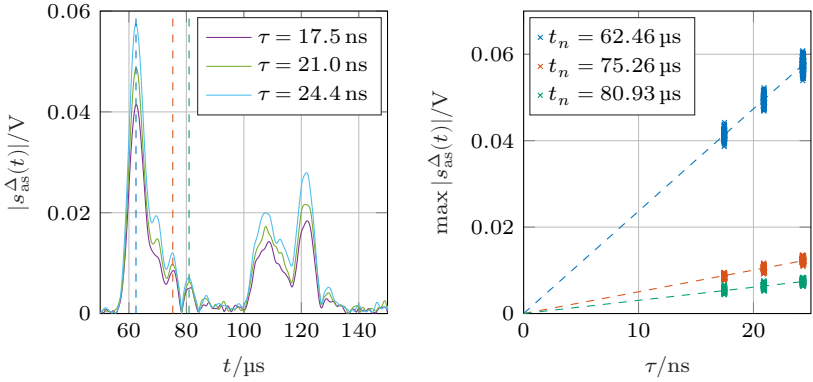 |s_as^Δ(t)|/V
0.06
0.04
0.02
0
60
80
100
120
140
t/µs
τ = 17.5 ns
τ = 21.0 ns
τ = 24.4 ns
max |s_as^Δ(t)|/V
0.06
0.04
0.02
0
0
10
20
τ/ns
t_n = 62.46 µs
t_n = 75.26 µs
t_n = 80.93 µs